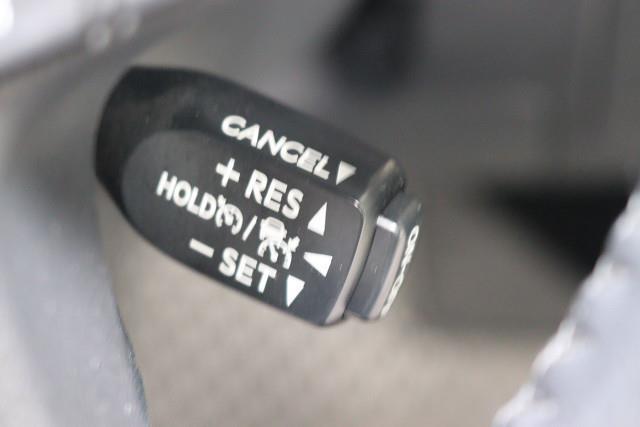 CANCEL
+ RES
HOLD /
- SET